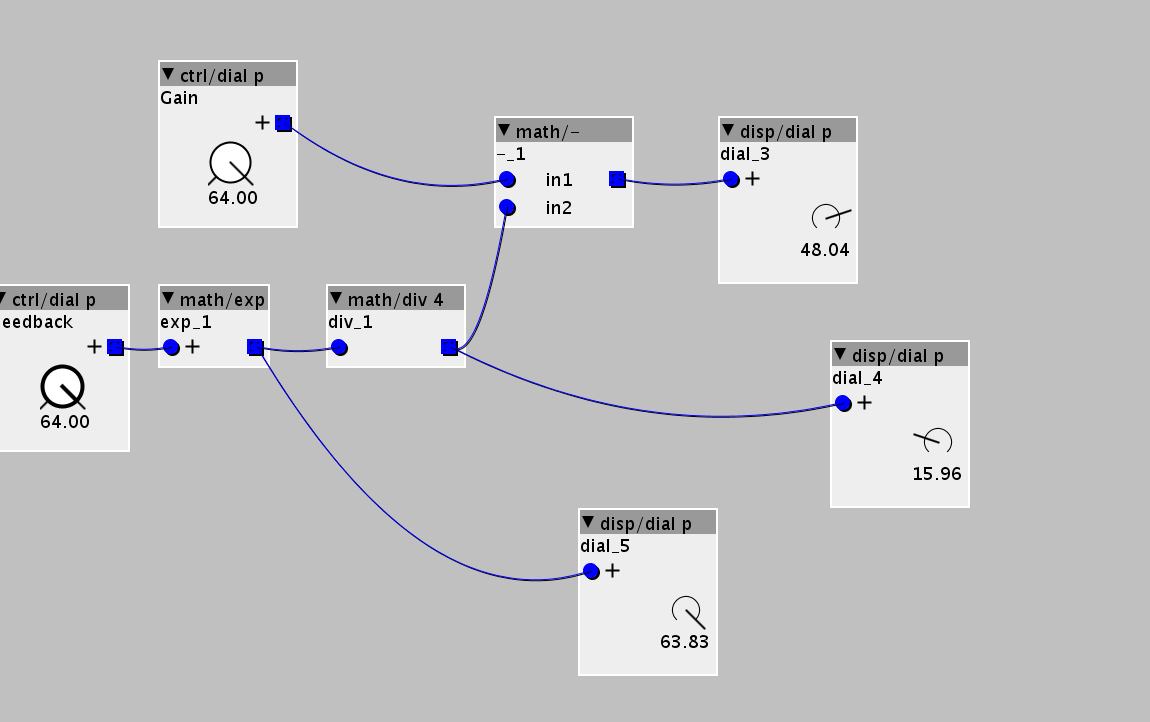 ctrl/dial p
Gain
+
64.00
math/-
-_1
in1
in2
disp/dial p
dial_3
+
48.04
ctrl/dial p
eedback
+
64.00
math/exp
exp_1
+
math/div 4
div_1
disp/dial p
dial_4
+
15.96
disp/dial p
dial_5
+
63.83